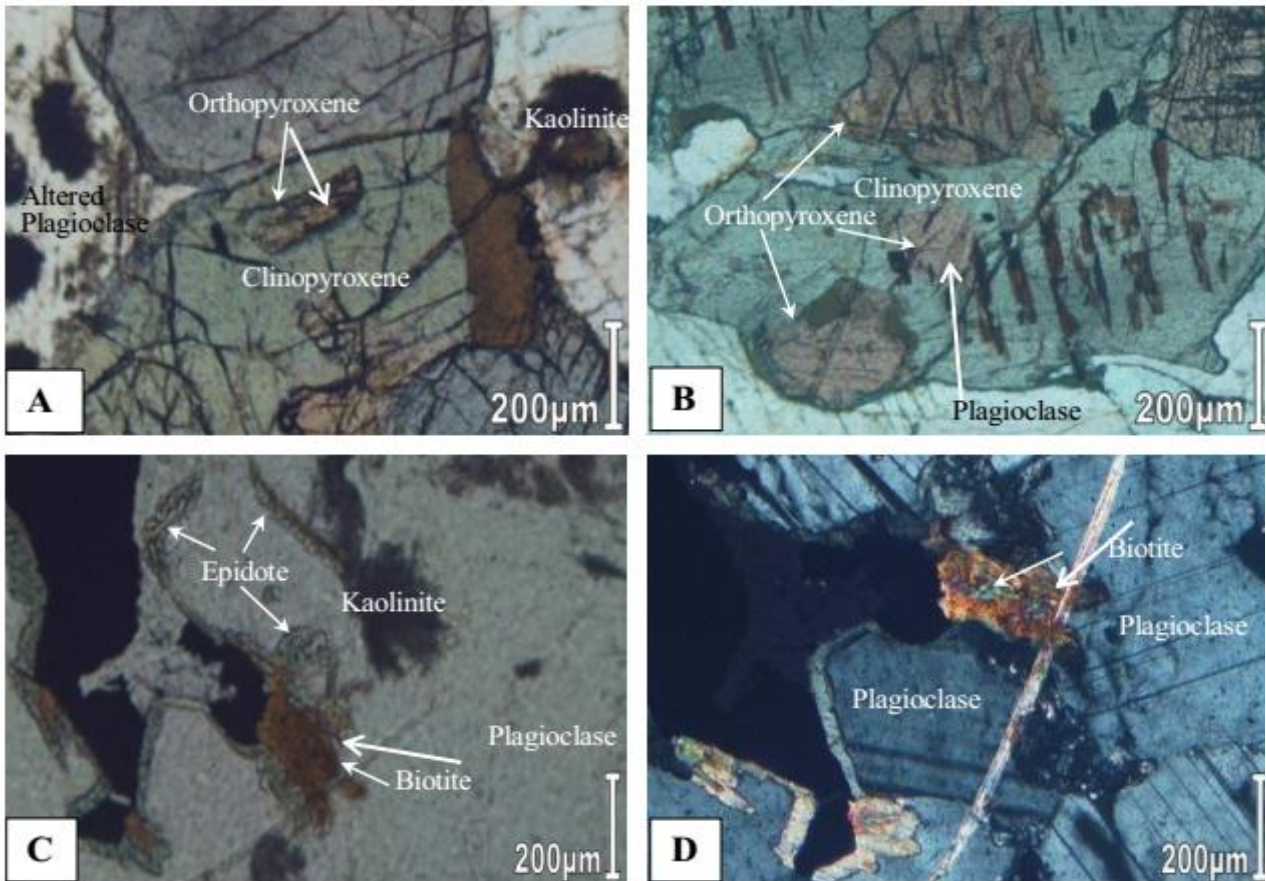 Orthopyroxene
Kaolinite
Altered
Plagioclase
Clinopyroxene
A
200µm
Clinopyroxene
Orthopyroxene
Plagioclase
B
200µm
Epidote
Kaolinite
Plagioclase
Biotite
C
200µm
Biotite
Plagioclase
Plagioclase
D
200µm